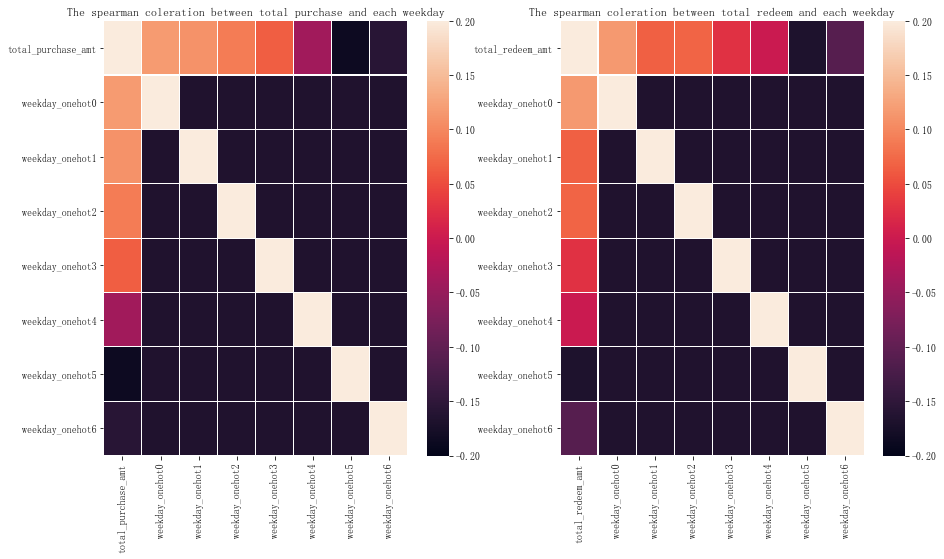 The spearman coleration between total purchase and each weekday
total_purchase_amt
weekday_onehot0
weekday_onehot1
weekday_onehot2
weekday_onehot3
weekday_onehot4
weekday_onehot5
weekday_onehot6
total_purchase_amt
weekday_onehot0
weekday_onehot1
weekday_onehot2
weekday_onehot3
weekday_onehot4
weekday_onehot5
weekday_onehot6
0.20
0.15
0.10
0.05
0.00
−0.05
−0.10
−0.15
−0.20
The spearman coleration between total redeem and each weekday
total_redeem_amt
weekday_onehot0
weekday_onehot1
weekday_onehot2
weekday_onehot3
weekday_onehot4
weekday_onehot5
weekday_onehot6
total_redeem_amt
weekday_onehot0
weekday_onehot1
weekday_onehot2
weekday_onehot3
weekday_onehot4
weekday_onehot5
weekday_onehot6
0.20
0.15
0.10
0.05
0.00
−0.05
−0.10
−0.15
−0.20